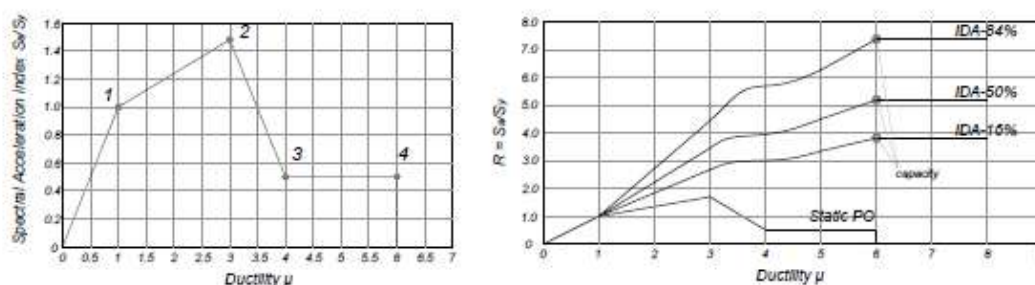 Spectral Acceleration Index Sa/Sy
1.6
1.4
1.2
1.0
0.8
0.6
0.4
0.2
0
0 0.5 1 1.5 2 2.5 3 3.5 4 4.5 5 5.5 6 6.5 7
Ductility μ
1
2
3
4
R = Sa/Sy
8.0
7.0
6.0
5.0
4.0
3.0
2.0
1.0
0
0 1 2 3 4 5 6 7 8
Ductility μ
IDA-84%
IDA-50%
IDA-16%
capacity
Static PO